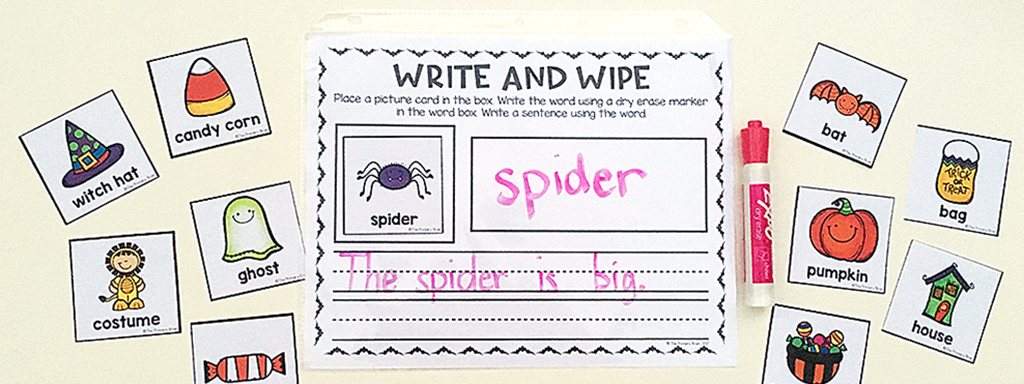 candy corn
witch hat
ghost
costume
WRITE AND WIPE
Place a picture card in the box. Write the word using a dry erase marker
in the word box. Write a sentence using the word
spider
spider
The spider is big.
Expo
dry erase
bat
TRICK
OR
TREAT
bag
pumpkin
house